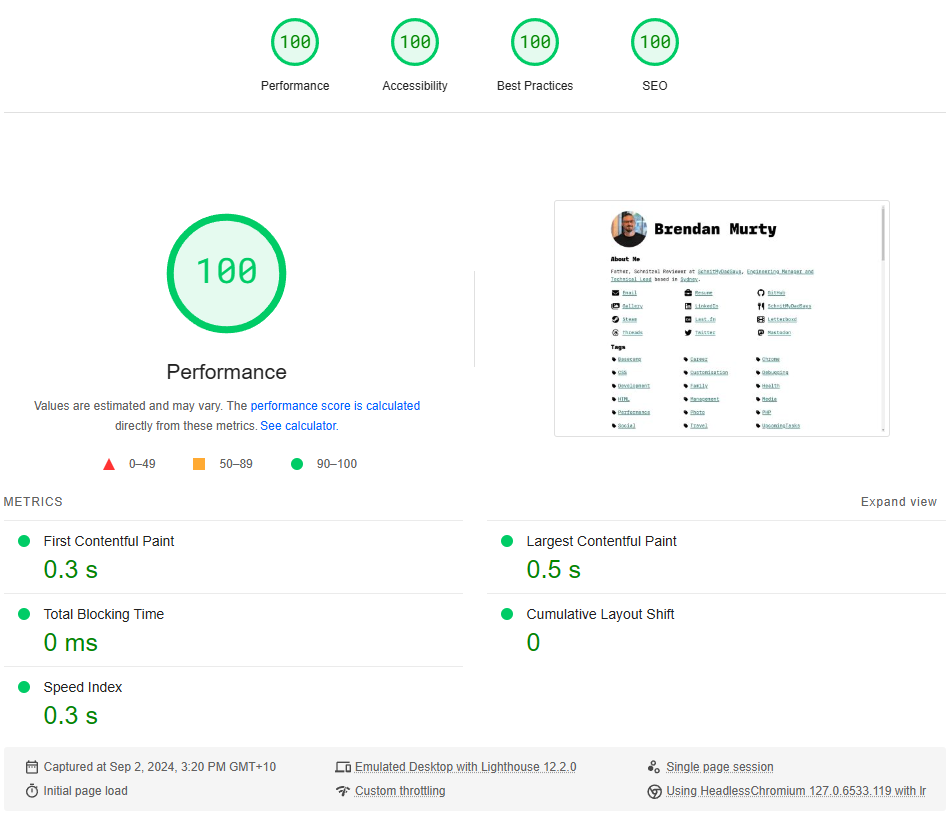 100 100 100 100
Performance Accessibility Best Practices SEO
100
Performance
Values are estimated and may vary. The performance score is calculated
directly from these metrics. See calculator.
0–49 50–89 90–100
Brendan Murty
About Me
Father, Schnitzel Reviewer at SchnitMyDadSays, Engineering Manager and
Technical Lead based in Sydney.
Email Resume GitHub
Gallery LinkedIn SchnitMyDadSays
Steam Last.fm Letterboxd
Threads Twitter Mastodon
Tags
Basecamp Career Chrome
CSS Customisation Debugging
Development Family Health
HTML Management Media
Performance Photo PHP
Social Travel UpcomingTasks
METRICS Expand view
First Contentful Paint Largest Contentful Paint
0.3 s 0.5 s
Total Blocking Time Cumulative Layout Shift
0 ms 0
Speed Index
0.3 s
Captured at Sep 2, 2024, 3:20 PM GMT+10 Emulated Desktop with Lighthouse 12.2.0 Single page session
Initial page load Custom throttling Using HeadlessChromium 127.0.6533.119 with lr